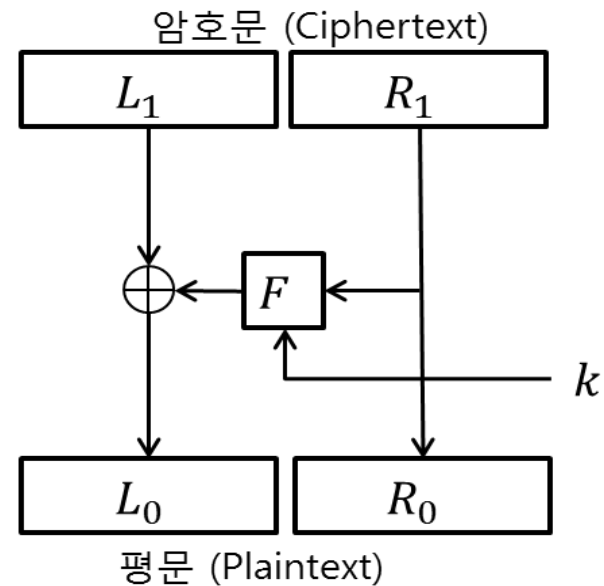 암호문 (Ciphertext)
L₁ R₁
F
k
L₀ R₀
평문 (Plaintext)